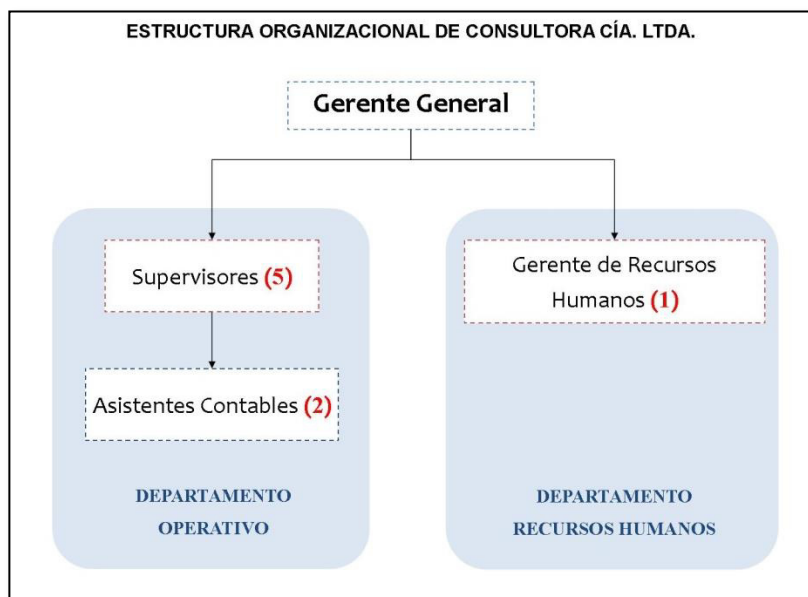 ESTRUCTURA ORGANIZACIONAL DE CONSULTORA CÍA. LTDA.
Gerente General
Supervisores (5)
Asistentes Contables (2)
DEPARTAMENTO
OPERATIVO
Gerente de Recursos
Humanos (1)
DEPARTAMENTO
RECURSOS HUMANOS